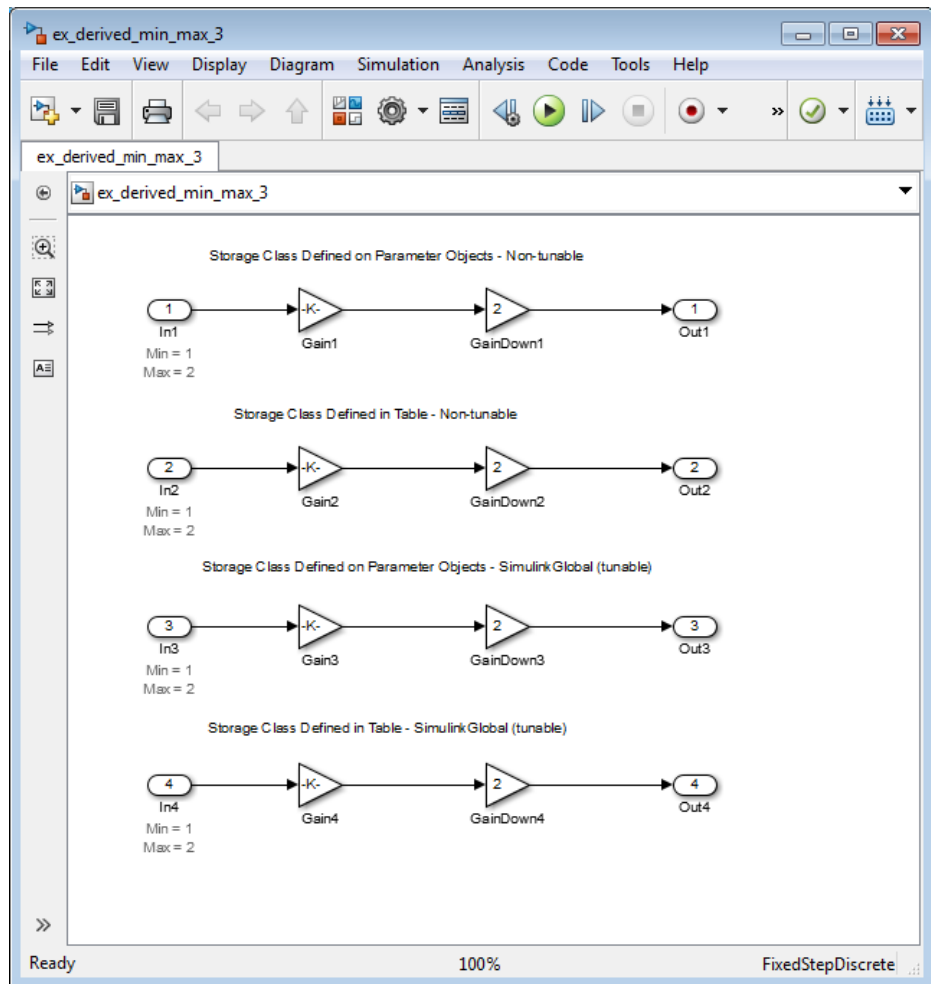 ex_derived_min_max_3
File Edit View Display Diagram Simulation Analysis Code Tools Help
»
ex_derived_min_max_3
ex_derived_min_max_3
Storage Class Defined on Parameter Objects - Non-tunable
1 -K- 2 1
In1 Gain1 GainDown1 Out1
Min = 1
Max = 2
Storage Class Defined in Table - Non-tunable
2 -K- 2 2
In2 Gain2 GainDown2 Out2
Min = 1
Max = 2
Storage Class Defined on Parameter Objects - SimulinkGlobal (tunable)
3 -K- 2 3
In3 Gain3 GainDown3 Out3
Min = 1
Max = 2
Storage Class Defined in Table - SimulinkGlobal (tunable)
4 -K- 2 4
In4 Gain4 GainDown4 Out4
Min = 1
Max = 2
»
Ready 100% FixedStepDiscrete